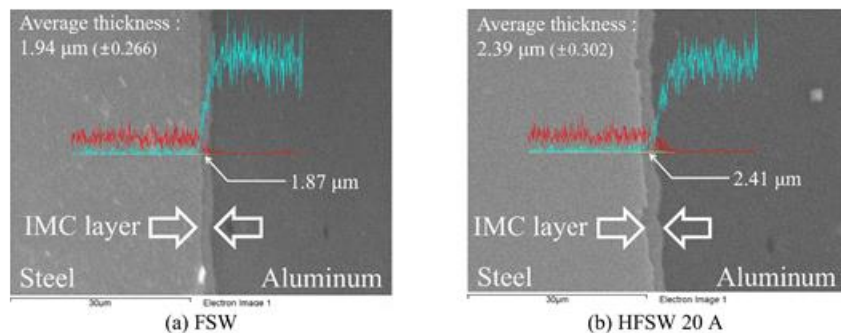 Average thickness :
1.94 μm (±0.266)
1.87 μm
IMC layer
Steel Aluminum
30μm Electron Image 1
(a) FSW
Average thickness :
2.39 μm (±0.302)
2.41 μm
IMC layer
Steel Aluminum
30μm Electron Image 1
(b) HFSW 20 A